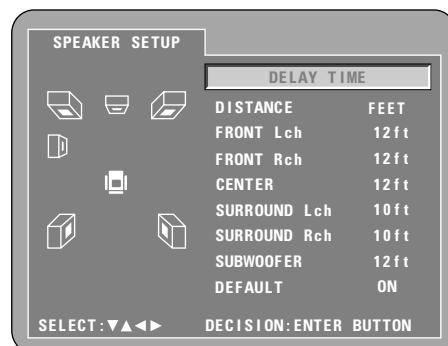 SPEAKER SETUP
DELAY TIME
DISTANCE FEET
FRONT Lch 12ft
FRONT Rch 12ft
CENTER 12ft
SURROUND Lch 10ft
SURROUND Rch 10ft
SUBWOOFER 12ft
DEFAULT ON
SELECT:▼▲◄► DECISION:ENTER BUTTON